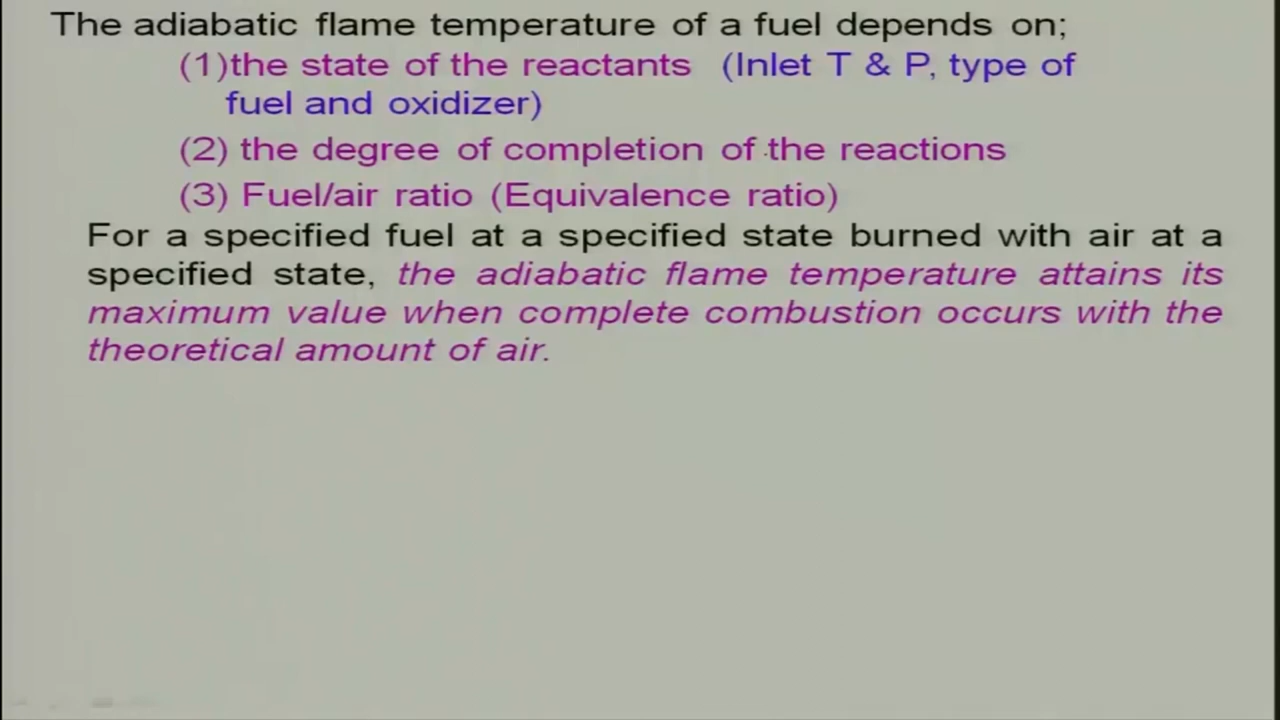 The adiabatic flame temperature of a fuel depends on;
(1)the state of the reactants (Inlet T & P, type of
fuel and oxidizer)
(2) the degree of completion of the reactions
(3) Fuel/air ratio (Equivalence ratio)
For a specified fuel at a specified state burned with air at a
specified state, the adiabatic flame temperature attains its
maximum value when complete combustion occurs with the
theoretical amount of air.